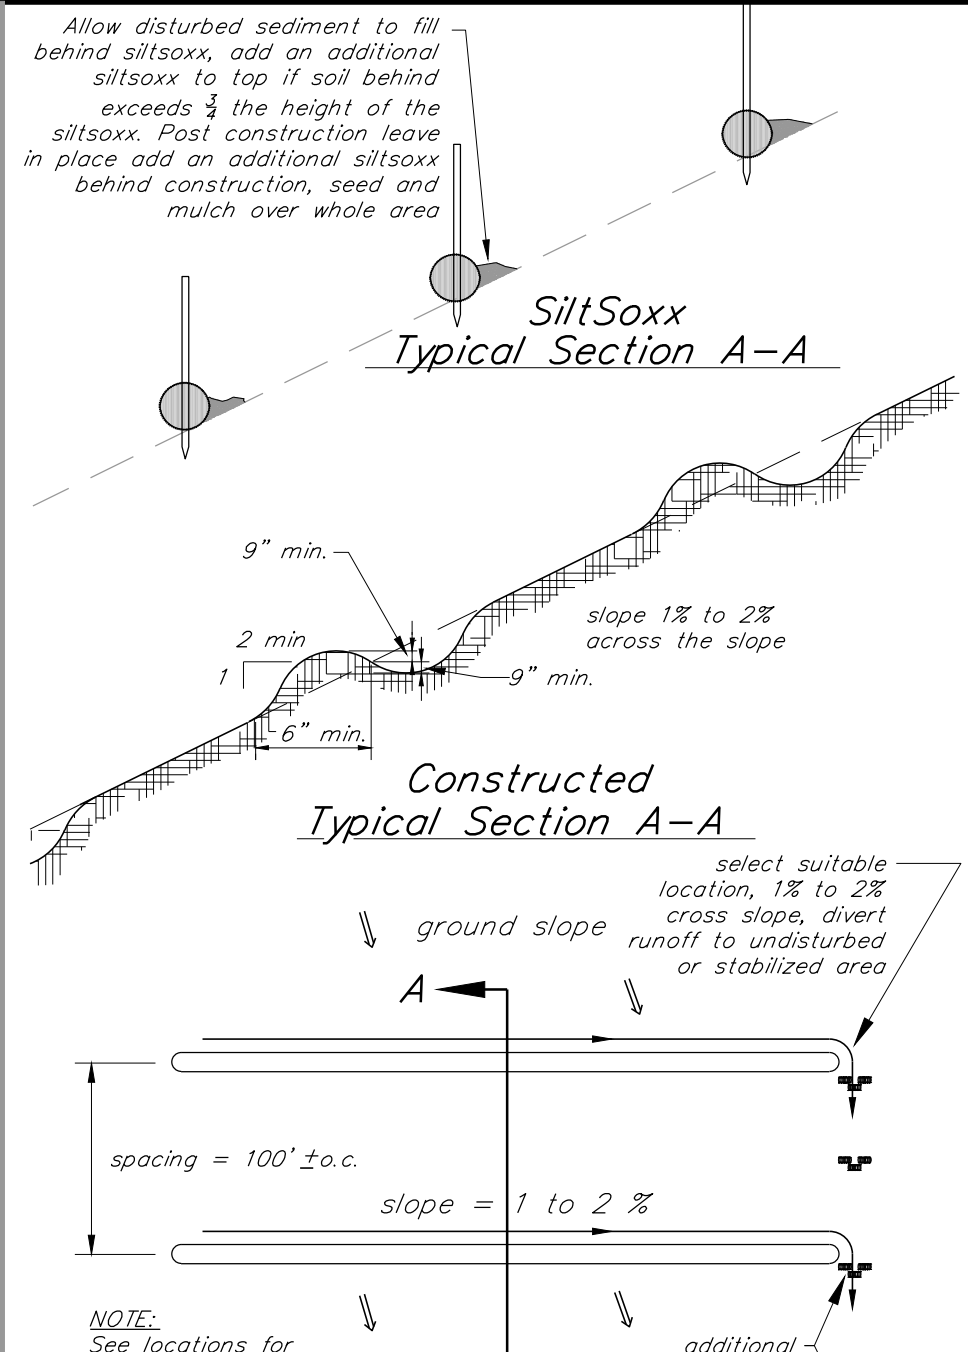 Allow disturbed sediment to fill
behind siltsoxx, add an additional
siltsoxx to top if soil behind
exceeds 3/4 the height of the
siltsoxx. Post construction leave
in place add an additional siltsoxx
behind construction, seed and
mulch over whole area
SiltSoxx
Typical Section A-A
9" min.
2 min
1
slope 1% to 2%
across the slope
9" min.
6" min.
Constructed
Typical Section A-A
select suitable
location, 1% to 2%
cross slope, divert
runoff to undisturbed
or stabilized area
ground slope
A
spacing = 100' ±o.c.
slope = 1 to 2 %
NOTE:
See locations for
additional